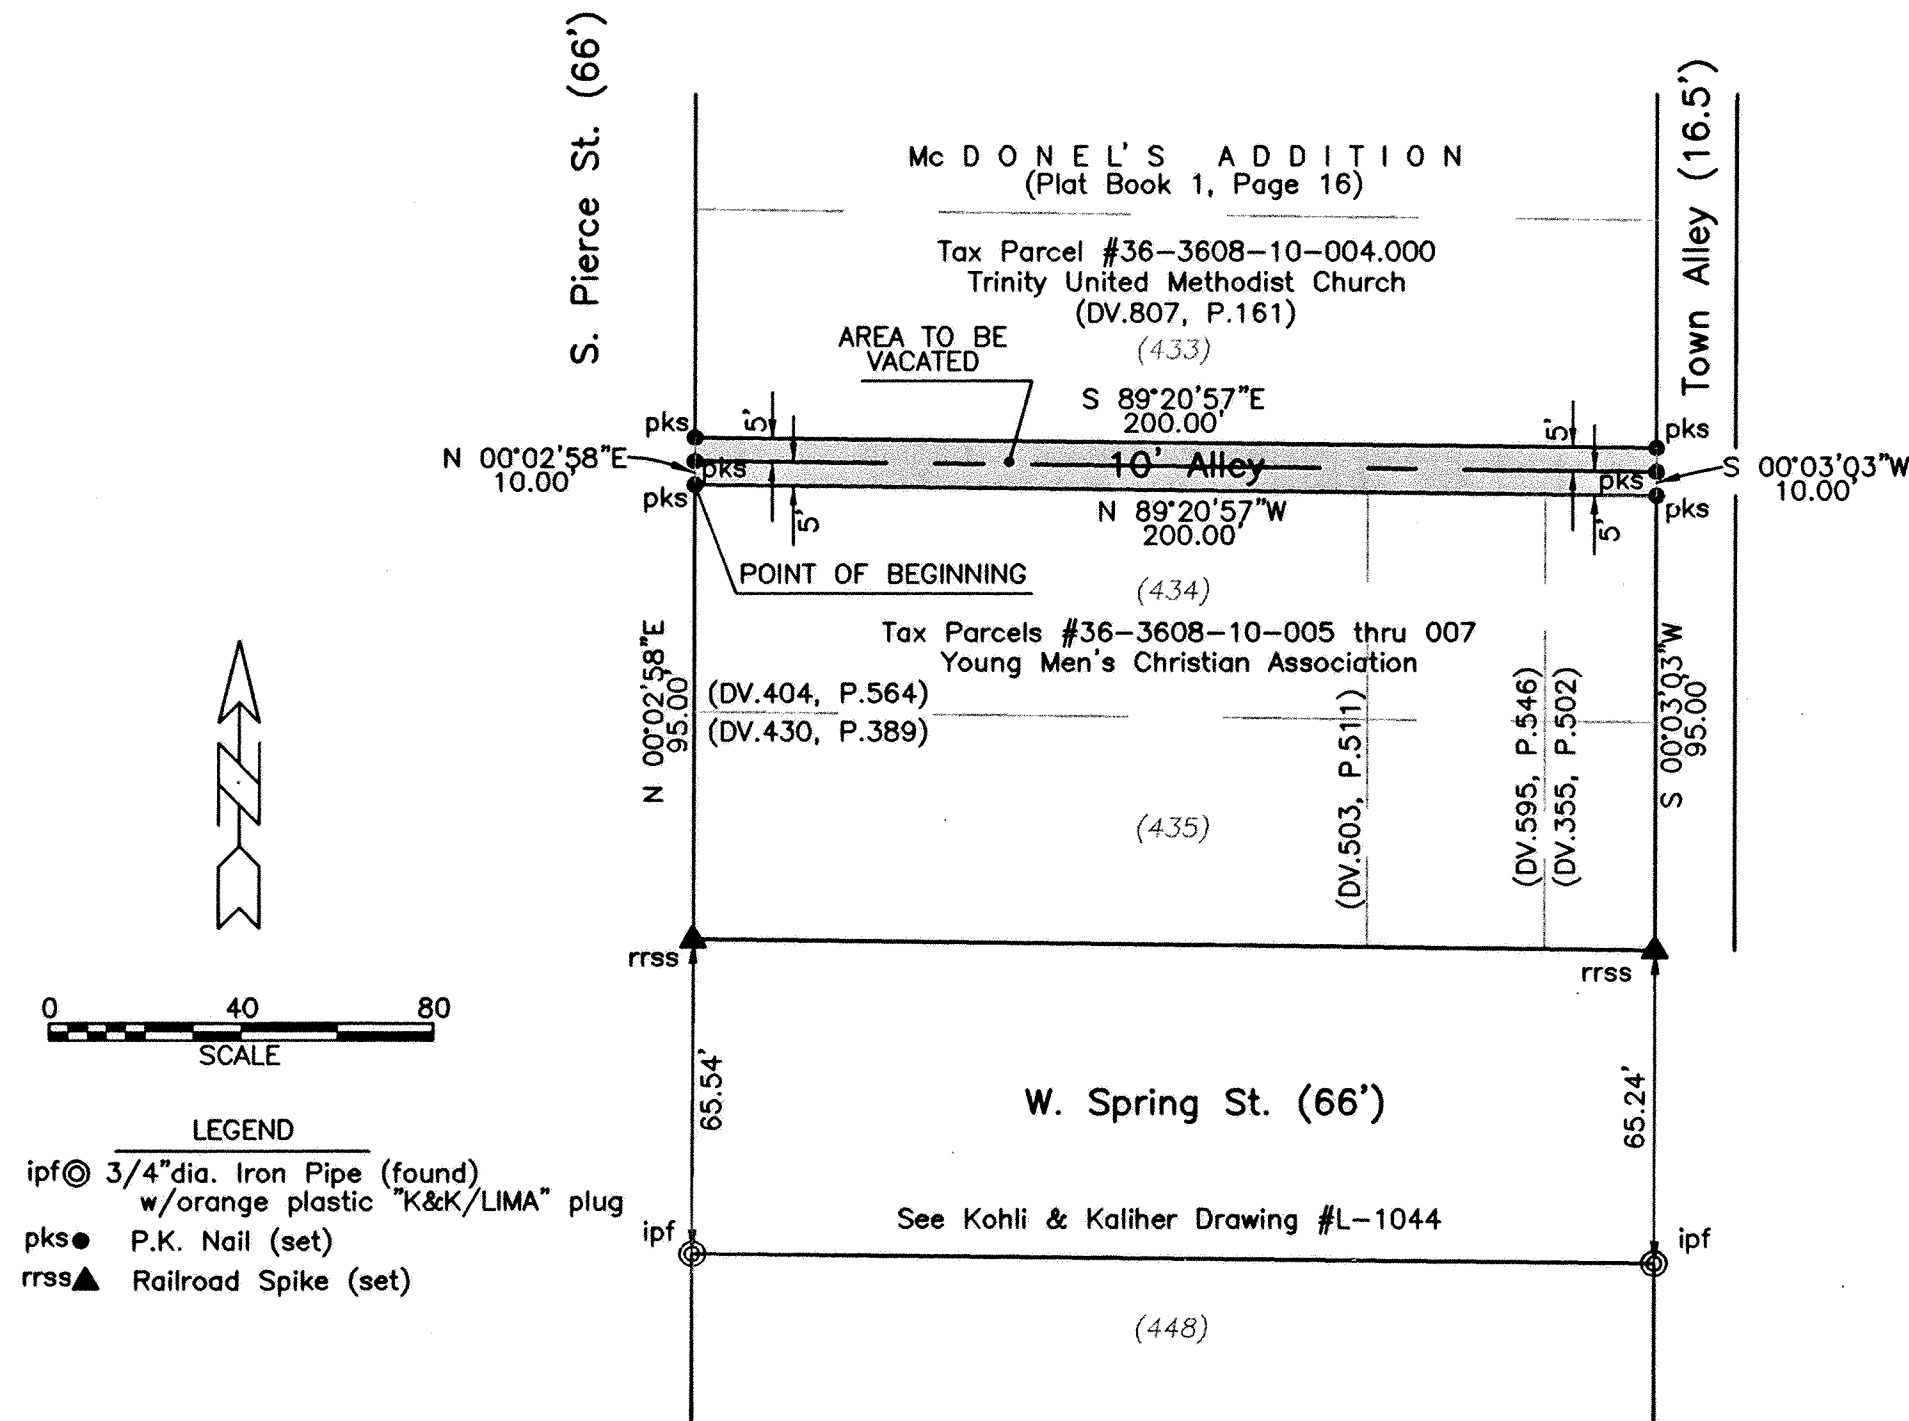 S. Pierce St. (66')
Town Alley (16.5')
Mc DONEL'S ADDITION
(Plat Book 1, Page 16)
Tax Parcel #36-3608-10-004.000
Trinity United Methodist Church
(DV.807, P.161)
(433)
AREA TO BE
VACATED
S 89°20'57"E
200.00'
5'
5'
pks
pks
N 00°02'58"E
10.00'
pks
10' Alley
pks
S 00°03'03"W
10.00'
pks
pks
5'
5'
N 89°20'57"W
200.00'
POINT OF BEGINNING
(434)
Tax Parcels #36-3608-10-005 thru 007
Young Men's Christian Association
N 00°02'58"E
95.00'
(DV.404, P.564)
(DV.430, P.389)
(DV.503, P.511)
(DV.595, P.546)
(DV.355, P.502)
S 00°03'03"W
95.00'
(435)
N
rrss
rrss
0 40 80
SCALE
65.54'
W. Spring St. (66')
65.24'
LEGEND
ipf 3/4"dia. Iron Pipe (found)
w/orange plastic "K&K/LIMA" plug
pks P.K. Nail (set)
rrss Railroad Spike (set)
See Kohli & Kaliher Drawing #L-1044
ipf
ipf
(448)